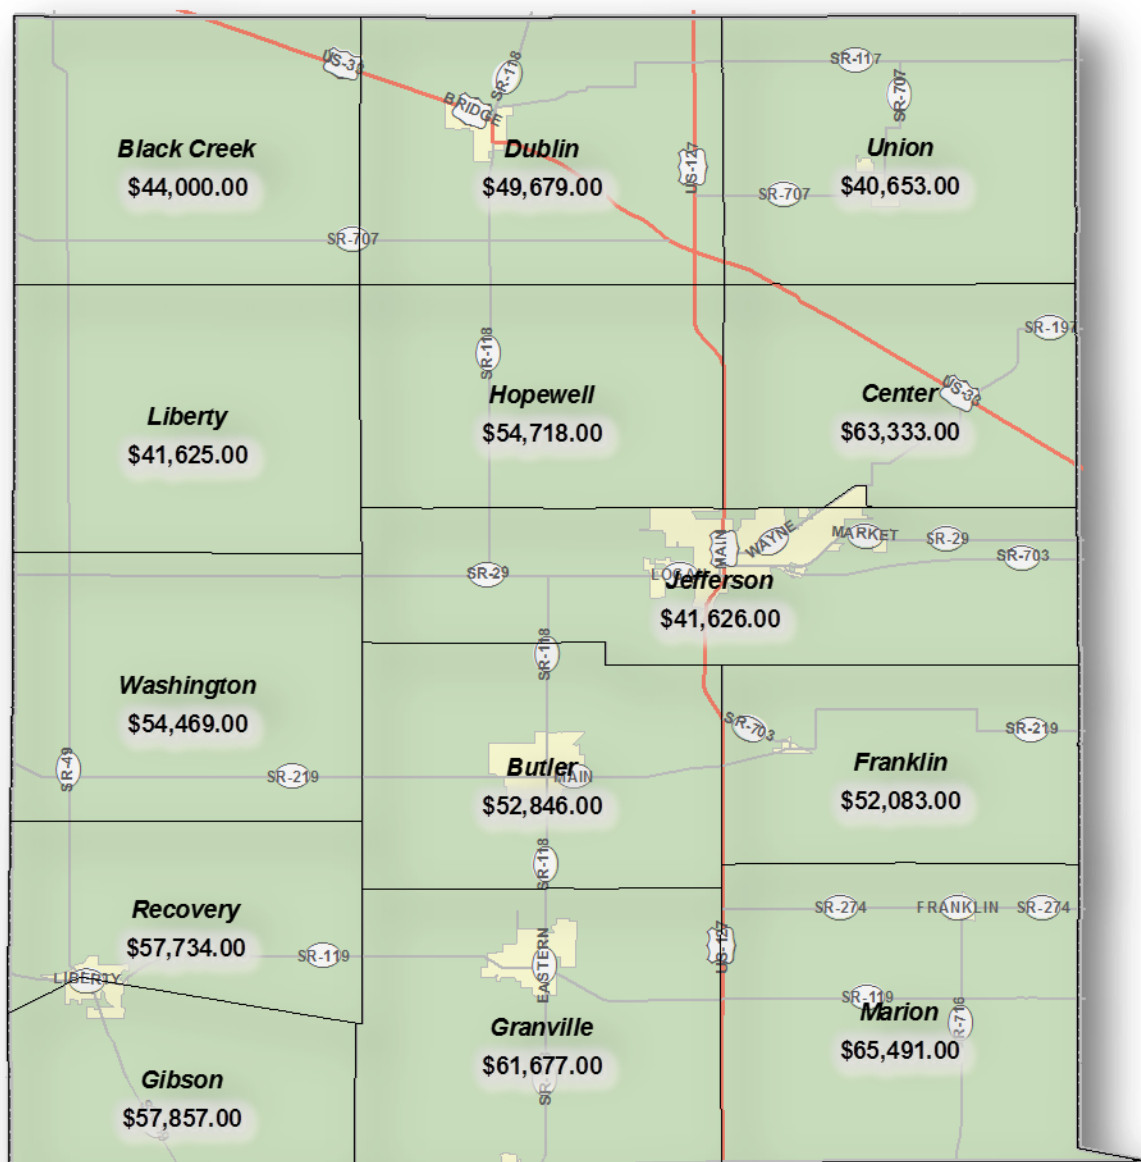 US-33
SR-118
BRIDGE
SR-117
SR-707
Black Creek
$44,000.00
Dublin
$49,679.00
US-127
Union
$40,653.00
SR-707
SR-707
SR-197
SR-118
US-33
Liberty
$41,625.00
Hopewell
$54,718.00
Center
$63,333.00
MAIN
WAYNE
MARKET
SR-29
SR-703
SR-29
LOGAN
Jefferson
$41,626.00
SR-118
Washington
$54,469.00
SR-703
SR-219
SR-49
SR-219
Butler
MAIN
$52,846.00
Franklin
$52,083.00
SR-118
Recovery
$57,734.00
SR-274
FRANKLIN
SR-274
US-127
SR-119
LIBERTY
EASTERN
SR-119
Marion
$65,491.00
Granville
$61,677.00
Gibson
$57,857.00